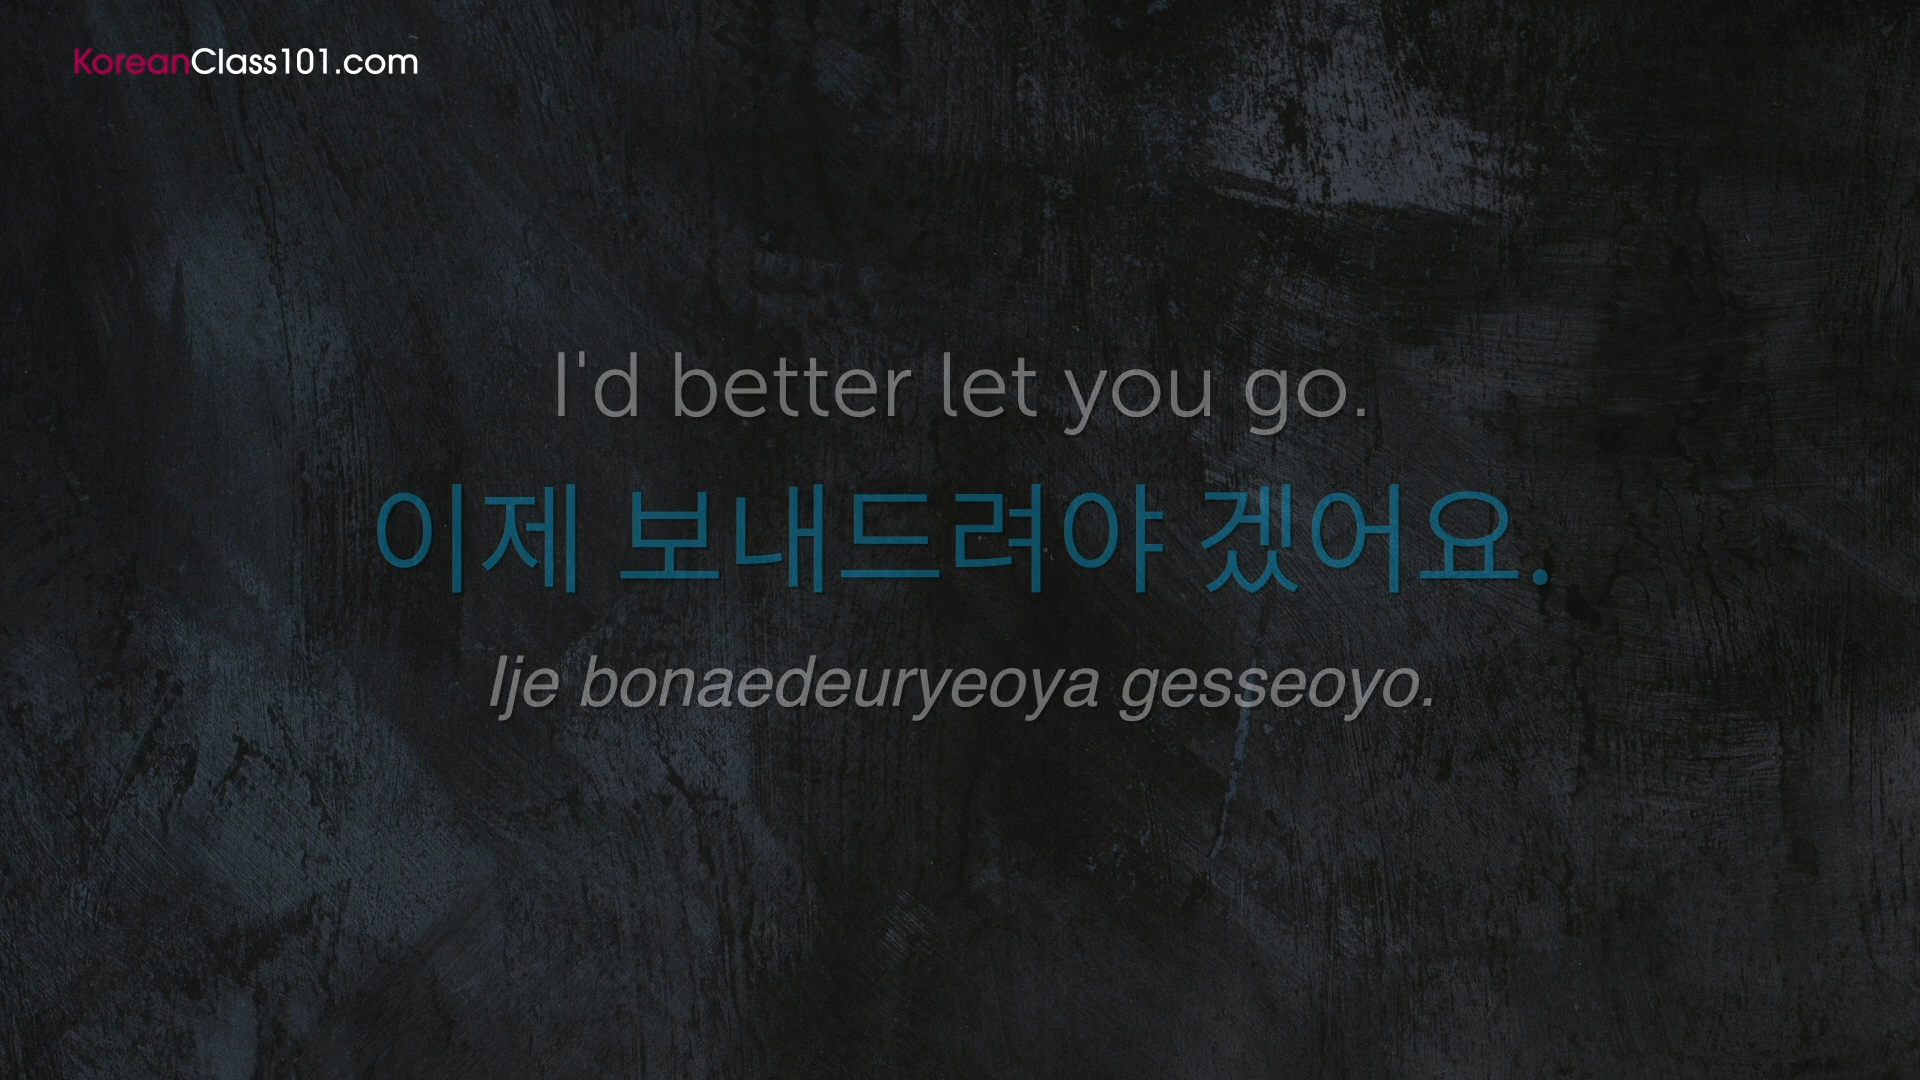 KoreanClass101.com
I'd better let you go.
이제 보내드려야 겠어요.
Ije bonaedeuryeoya gesseoyo.